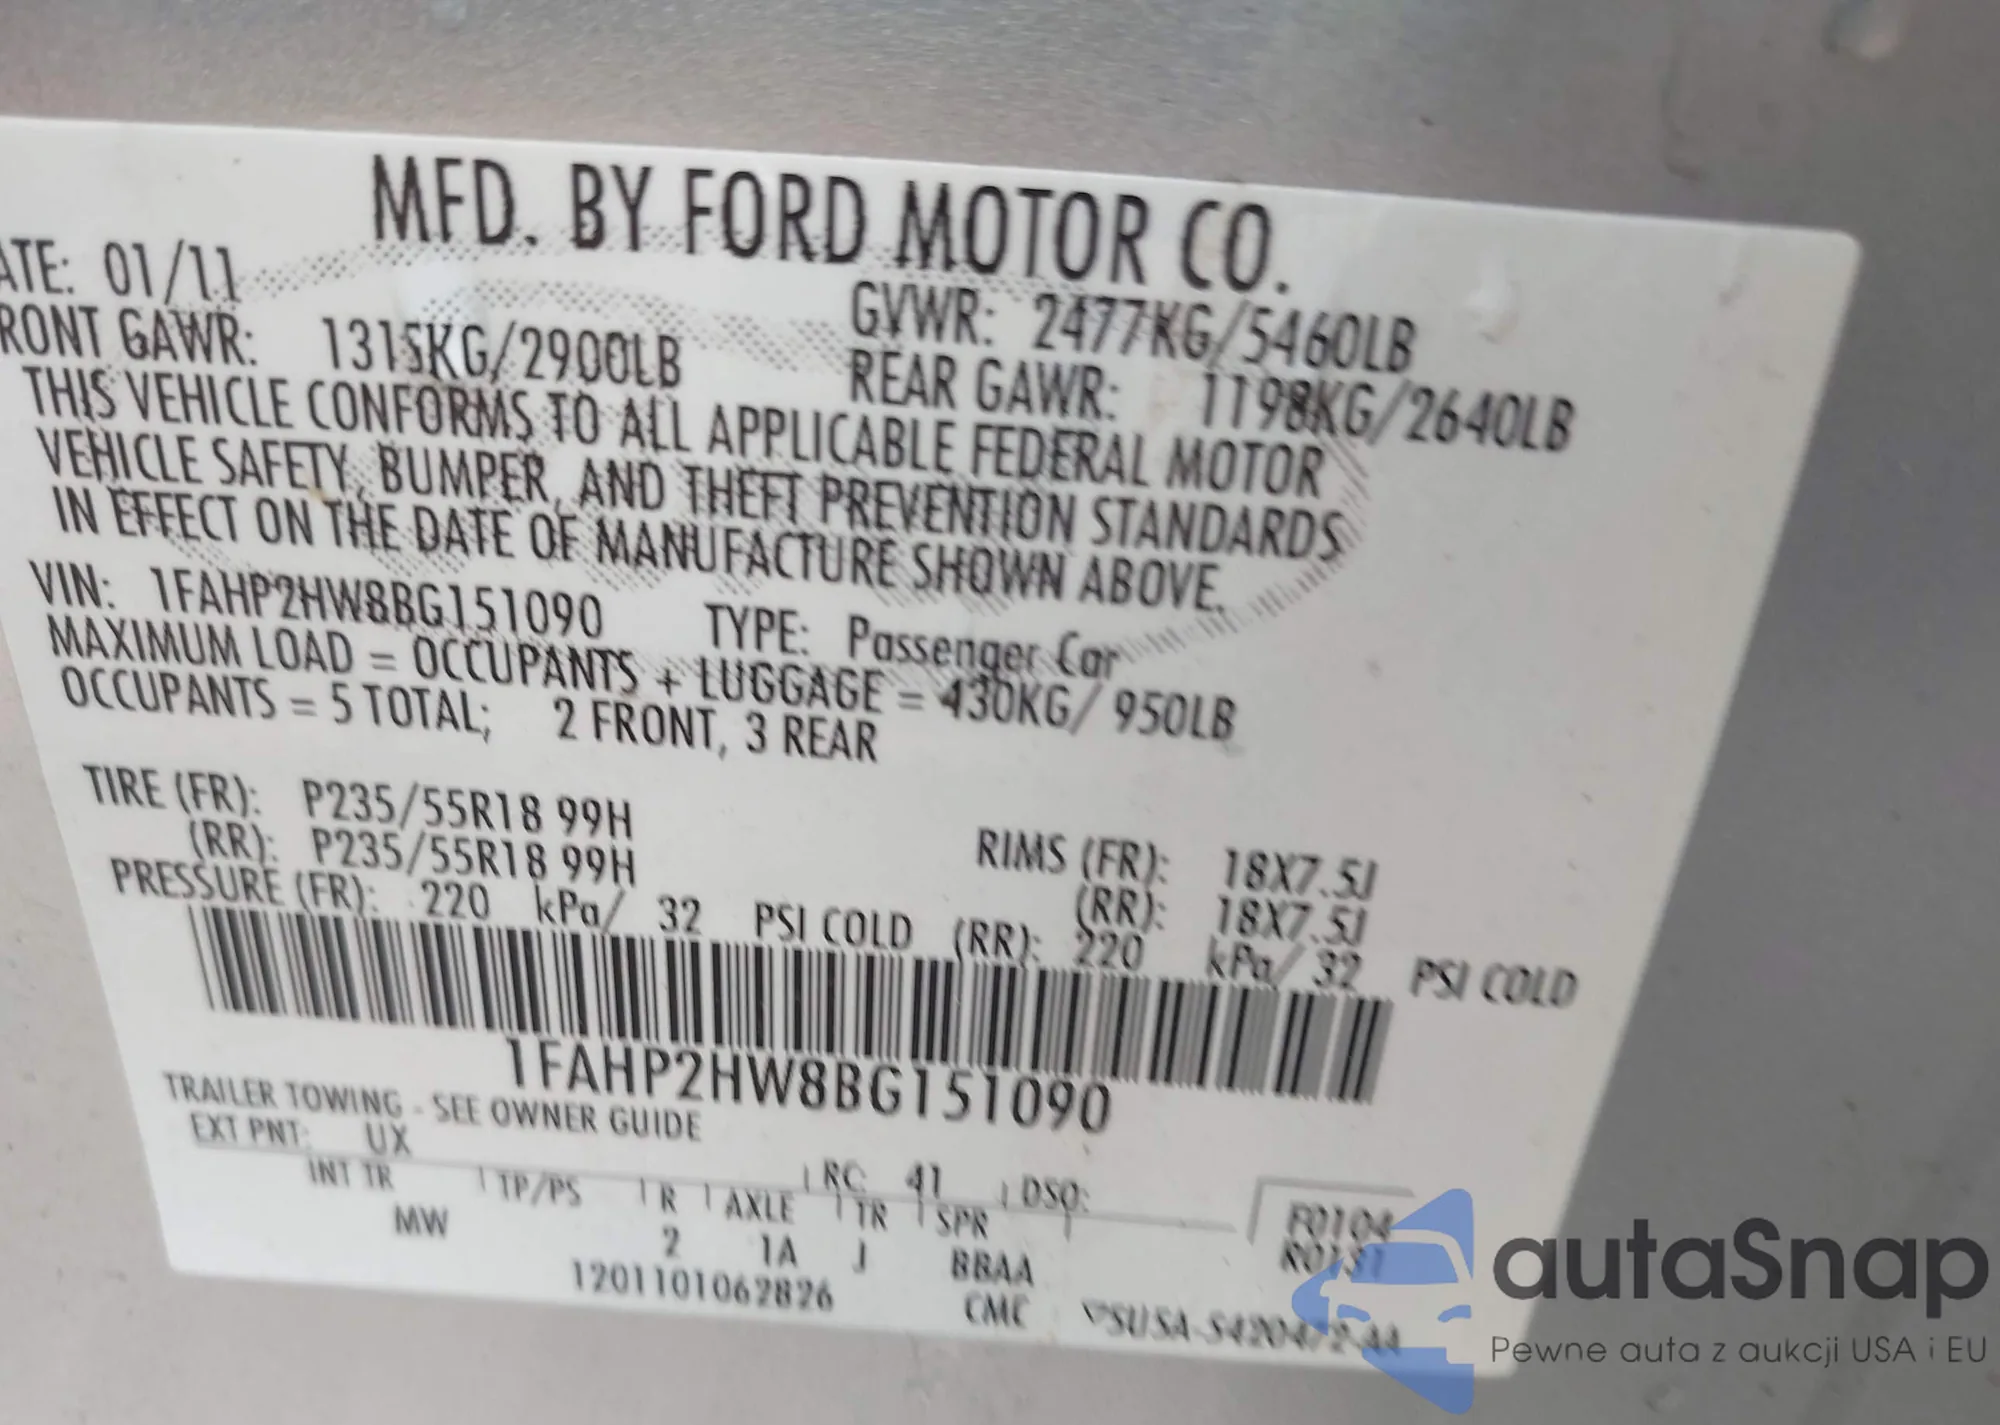 MFD. BY FORD MOTOR CO.
ATE: 01/11 GVWR: 2477KG/5460LB
RONT GAWR: 1315KG/2900LB REAR GAWR: 1198KG/2640LB
THIS VEHICLE CONFORMS TO ALL APPLICABLE FEDERAL MOTOR
VEHICLE SAFETY, BUMPER, AND THEFT PREVENTION STANDARDS
IN EFFECT ON THE DATE OF MANUFACTURE SHOWN ABOVE.
VIN: 1FAHP2HW8BG151090 TYPE: Passenger Car
MAXIMUM LOAD = OCCUPANTS + LUGGAGE = 430KG/ 950LB
OCCUPANTS = 5 TOTAL; 2 FRONT, 3 REAR
TIRE (FR): P235/55R18 99H RIMS (FR): 18X7.5J
(RR): P235/55R18 99H (RR): 18X7.5J
PRESSURE (FR): 220 kPa/ 32 PSI COLD (RR): 220 kPa/ 32 PSI COLD
1FAHP2HW8BG151090
TRAILER TOWING - SEE OWNER GUIDE
EXT PNT: UX RC: 41 DSO: F0104
INT TR TP/PS R AXLE TR SPR R0131
MW 2 1A J BBAA
1201101062826 CMC
autaSnap
Pewne auta z aukcji USA i EU